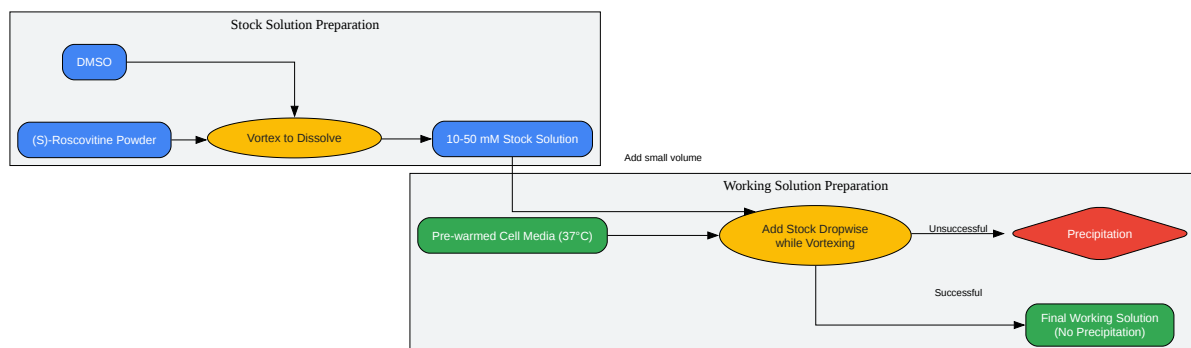 Stock Solution Preparation
DMSO
(S)-Roscovitine Powder
Vortex to Dissolve
10-50 mM Stock Solution
Add small volume
Working Solution Preparation
Pre-warmed Cell Media (37°C)
Add Stock Dropwise
while Vortexing
Unsuccessful
Precipitation
Successful
Final Working Solution
(No Precipitation)